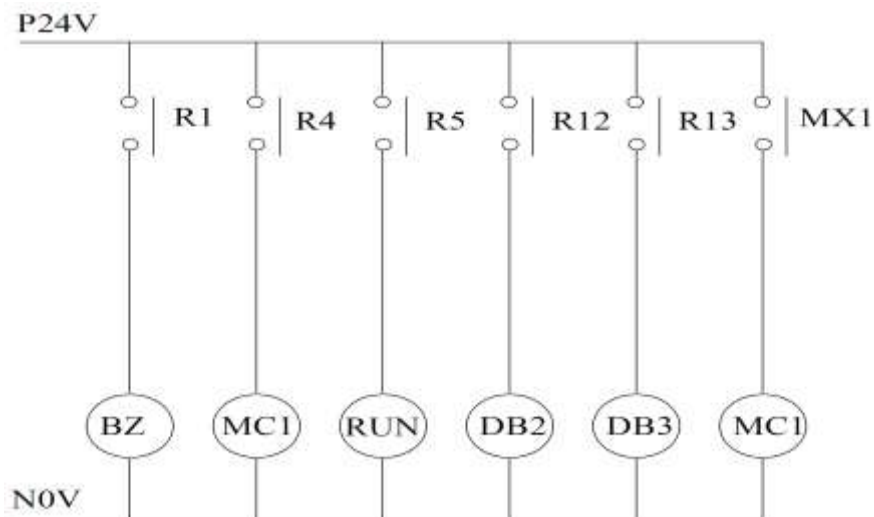 P24V
R1 R4 R5 R12 R13 MX1
BZ MC1 RUN DB2 DB3 MC1
N0V